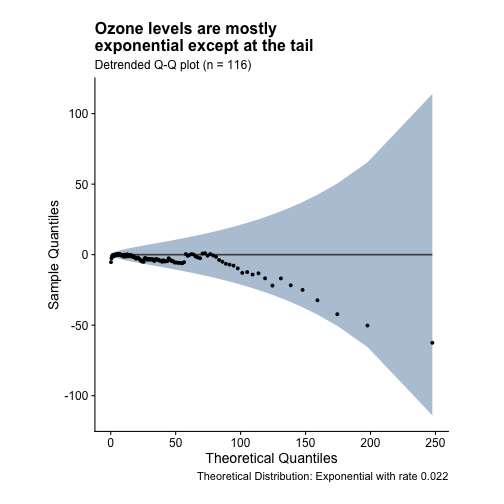 Ozone levels are mostly
exponential except at the tail
Detrended Q-Q plot (n = 116)
Sample Quantiles
100
50
0
-50
-100
0 50 100 150 200 250
Theoretical Quantiles
Theoretical Distribution: Exponential with rate 0.022